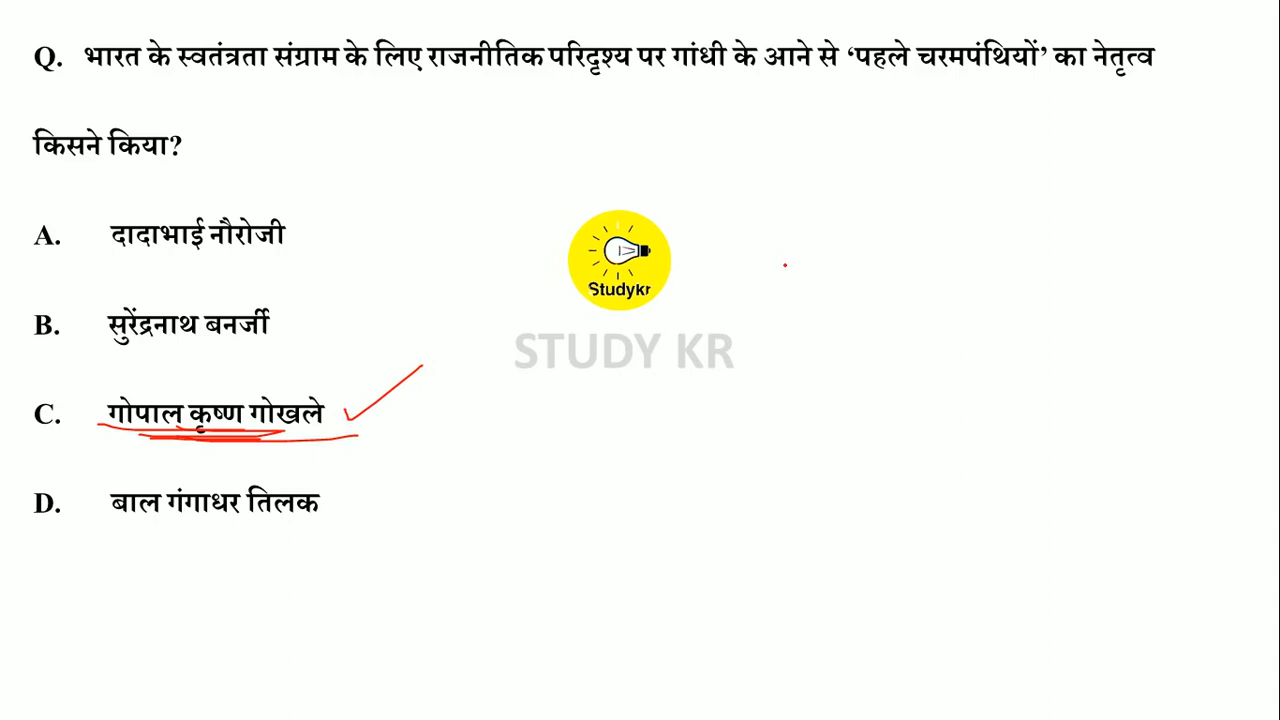 Q. भारत के स्वतंत्रता संग्राम के लिए राजनीतिक परिदृश्य पर गांधी के आने से ‘पहले चरमपंथियों’ का नेतृत्व
किसने किया?
A. दादाभाई नौरोजी
Studykr
B. सुरेंद्रनाथ बनर्जी
STUDY KR
C. गोपाल कृष्ण गोखले
D. बाल गंगाधर तिलक